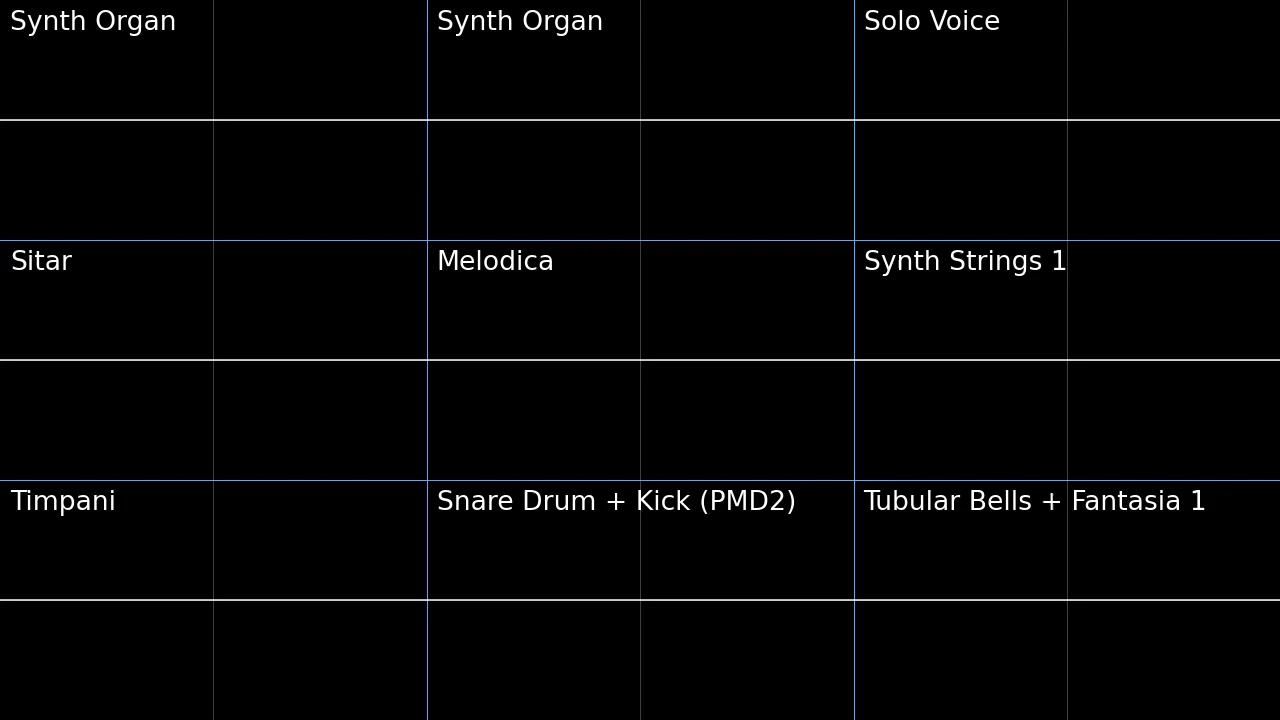 Synth Organ
Synth Organ
Solo Voice
Sitar
Melodica
Synth Strings 1
Timpani
Snare Drum + Kick (PMD2)
Tubular Bells + Fantasia 1